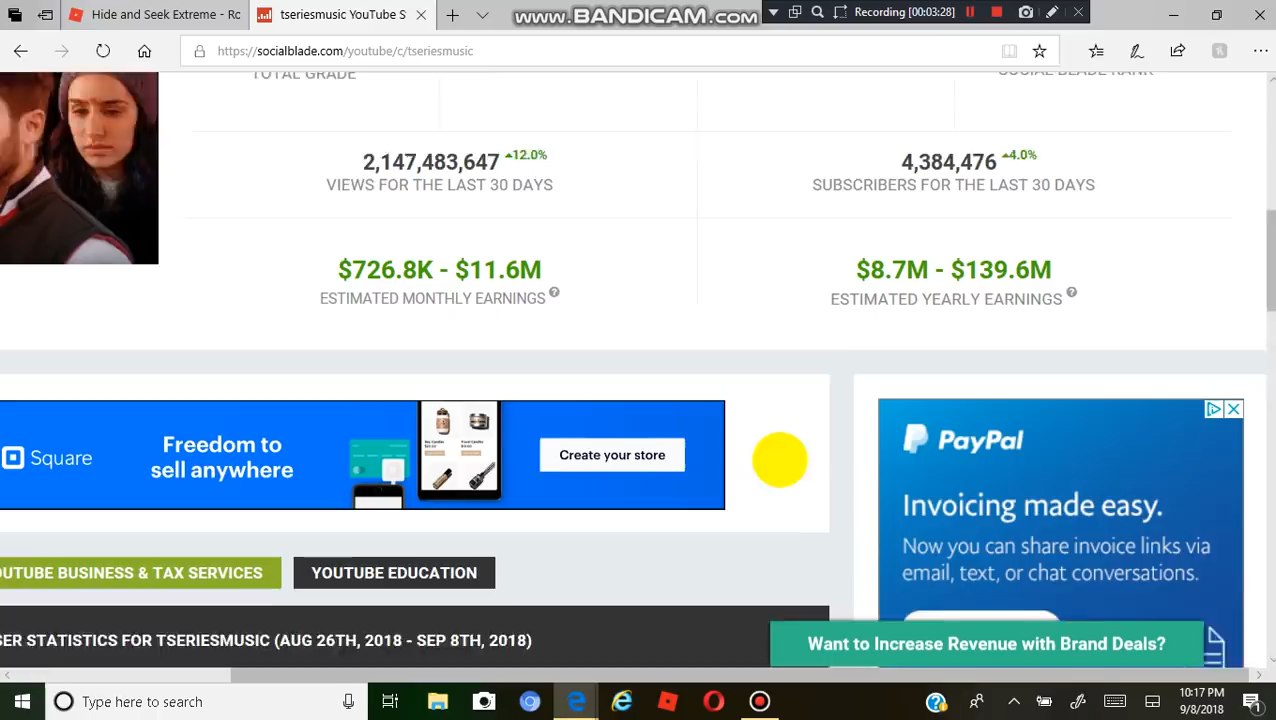 Hide and Seek Extreme - Rc
tseriesmusic YouTube S
www.BANDICAM.com
Recording [00:03:28]
https://socialblade.com/youtube/c/tseriesmusic
TOTAL GRADE
SOCIAL BLADE RANK
2,147,483,647 12.0%
VIEWS FOR THE LAST 30 DAYS
4,384,476 4.0%
SUBSCRIBERS FOR THE LAST 30 DAYS
$726.8K - $11.6M
ESTIMATED MONTHLY EARNINGS ?
$8.7M - $139.6M
ESTIMATED YEARLY EARNINGS ?
Square
Freedom to
sell anywhere
Create your store
PayPal
Invoicing made easy.
Now you can share invoice links via
email, text, or chat conversations.
OUTUBE BUSINESS & TAX SERVICES
YOUTUBE EDUCATION
SER STATISTICS FOR TSERIESMUSIC (AUG 26TH, 2018 - SEP 8TH, 2018)
Want to Increase Revenue with Brand Deals?
Type here to search
10:17 PM
9/8/2018
1